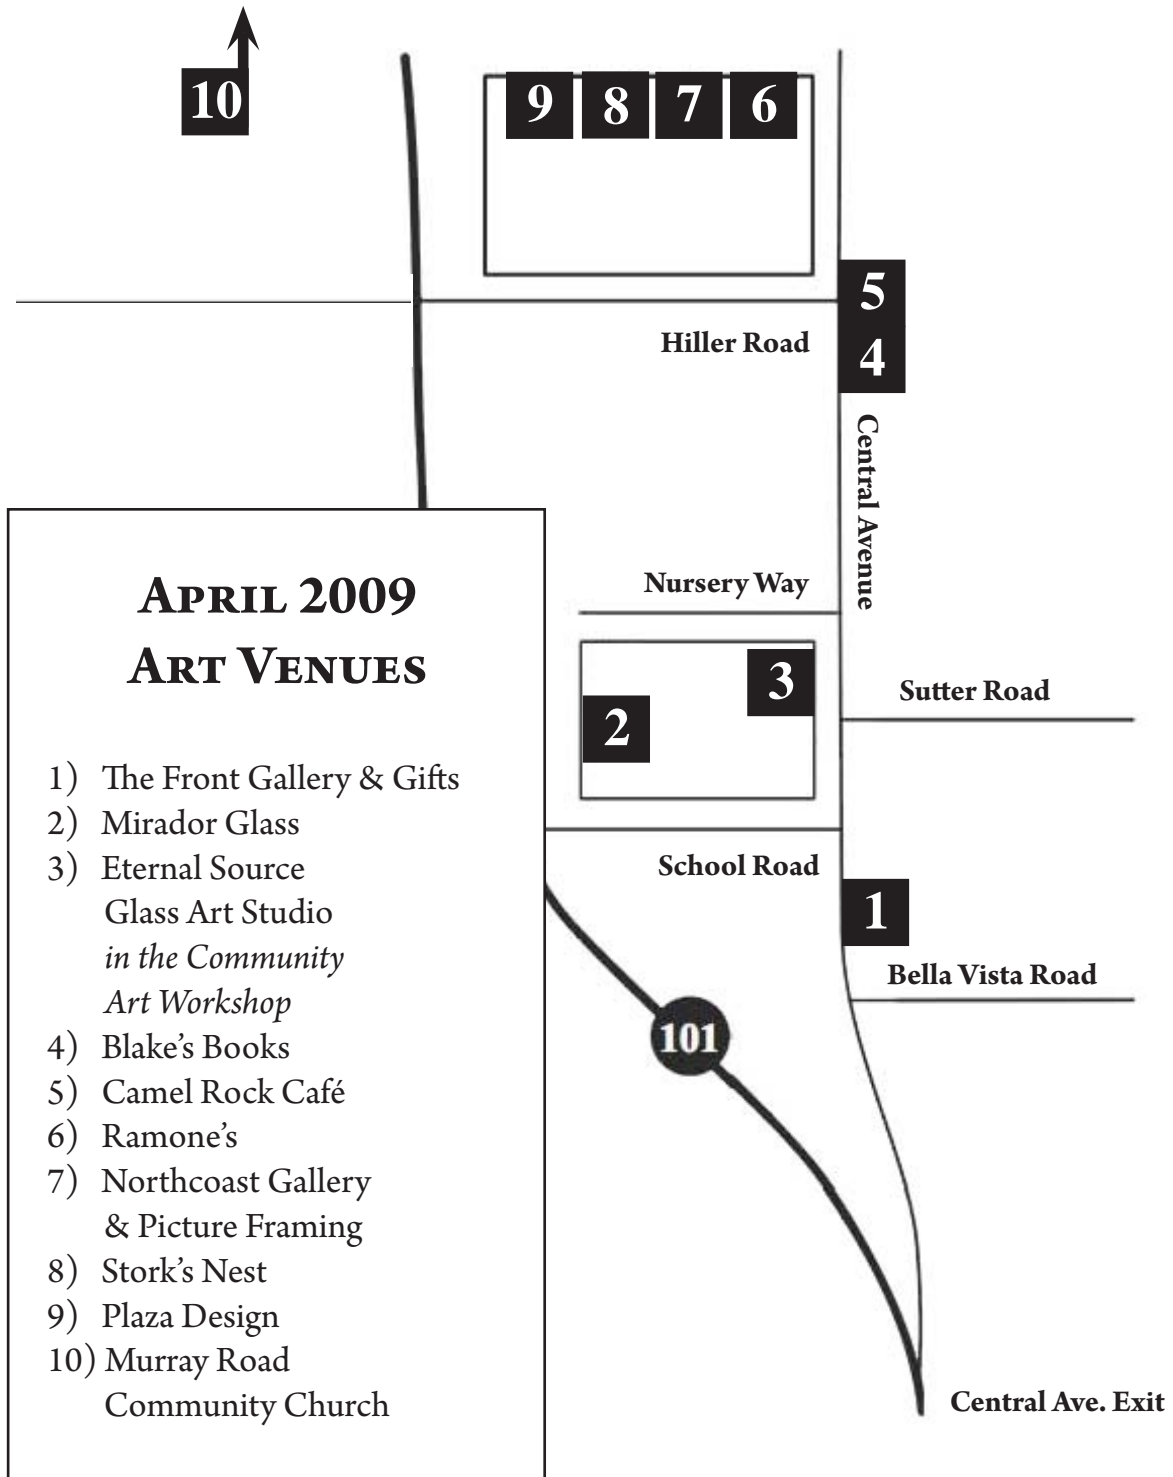 10
9 8 7 6
5
Hiller Road
4
Central Avenue
Nursery Way
3
Sutter Road
2
School Road
1
Bella Vista Road
101
Central Ave. Exit
April 2009
Art Venues
1) The Front Gallery & Gifts
2) Mirador Glass
3) Eternal Source
Glass Art Studio
in the Community
Art Workshop
4) Blake’s Books
5) Camel Rock Café
6) Ramone’s
7) Northcoast Gallery
& Picture Framing
8) Stork’s Nest
9) Plaza Design
10) Murray Road
Community Church